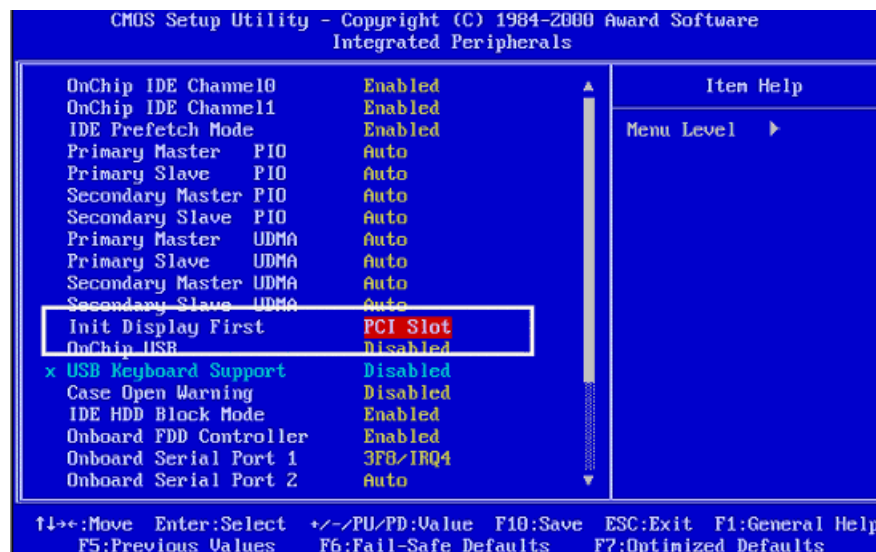 CMOS Setup Utility - Copyright (C) 1984-2000 Award Software
Integrated Peripherals
OnChip IDE Channel0 Enabled
OnChip IDE Channel1 Enabled
IDE Prefetch Mode Enabled
Primary Master PIO Auto
Primary Slave PIO Auto
Secondary Master PIO Auto
Secondary Slave PIO Auto
Primary Master UDMA Auto
Primary Slave UDMA Auto
Secondary Master UDMA Auto
Secondary Slave UDMA Auto
Init Display First PCI Slot
OnChip USB Disabled
x USB Keyboard Support Disabled
Case Open Warning Disabled
IDE HDD Block Mode Enabled
Onboard FDD Controller Enabled
Onboard Serial Port 1 3F8/IRQ4
Onboard Serial Port 2 Auto
Item Help
Menu Level ▶
↑↓→←:Move Enter:Select +/-/PU/PD:Value F10:Save ESC:Exit F1:General Help
F5:Previous Values F6:Fail-Safe Defaults F7:Optimized Defaults